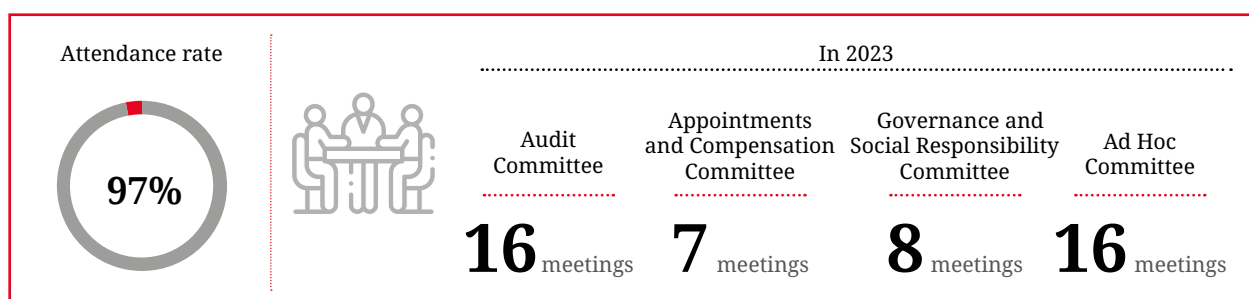 Attendance rate
97%
In 2023
Audit
Committee
16 meetings
Appointments
and Compensation
Committee
7 meetings
Governance and
Social Responsibility
Committee
8 meetings
Ad Hoc
Committee
16 meetings